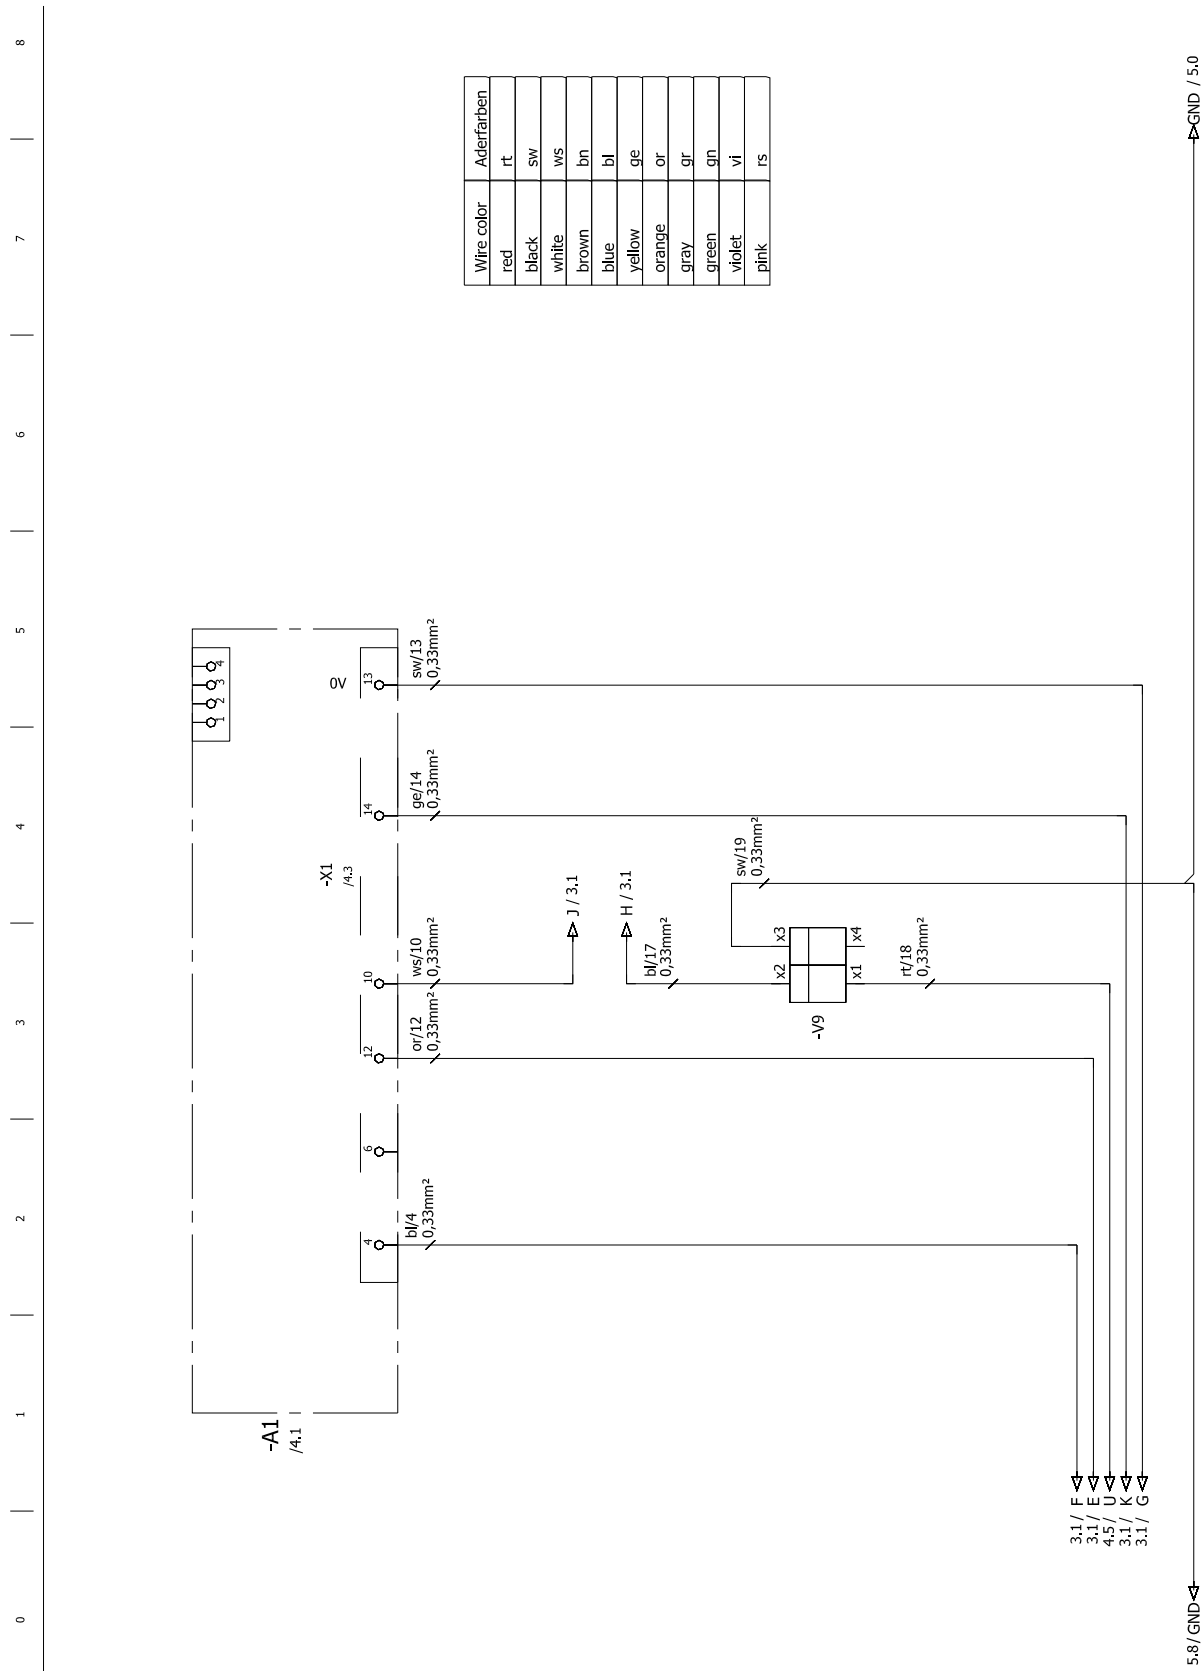 0
1
2
3
4
5
6
7
8
-A1
/4.1
1
2
3
4
-X1
/4.3
0V
4
6
12
10
14
13
bl/4
0,33mm²
or/12
0,33mm²
ws/10
0,33mm²
ge/14
0,33mm²
sw/13
0,33mm²
J / 3.1
H / 3.1
bl/17
0,33mm²
sw/19
0,33mm²
-V9
x2
x3
x1
x4
rt/18
0,33mm²
Wire color Aderfarben
red rt
black sw
white ws
brown bn
blue bl
yellow ge
orange or
gray gr
green gn
violet vi
pink rs
3.1 / F
3.1 / E
4.5 / U
3.1 / K
3.1 / G
5.8 / GND
GND / 5.0